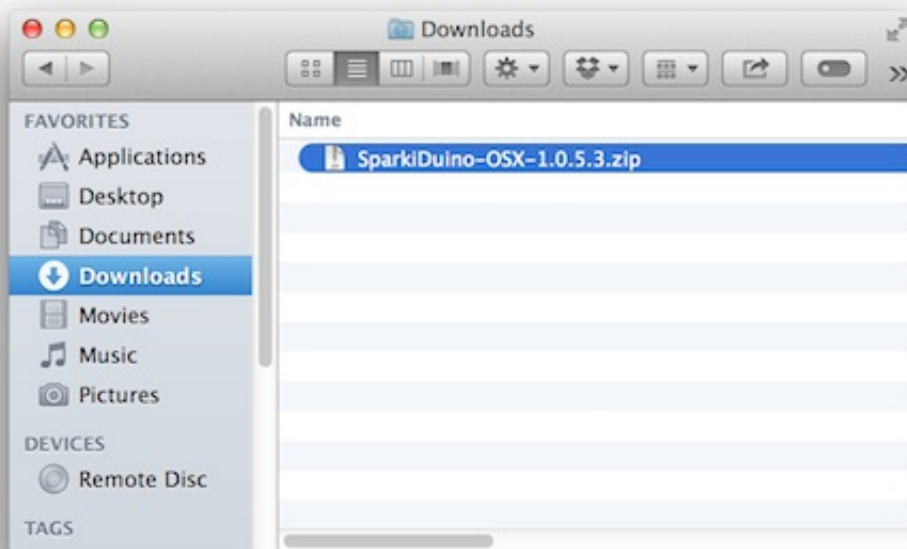 Downloads
FAVORITES
Name
Applications
SparkiDuino-OSX-1.0.5.3.zip
Desktop
Documents
Downloads
Movies
Music
Pictures
DEVICES
Remote Disc
TAGS